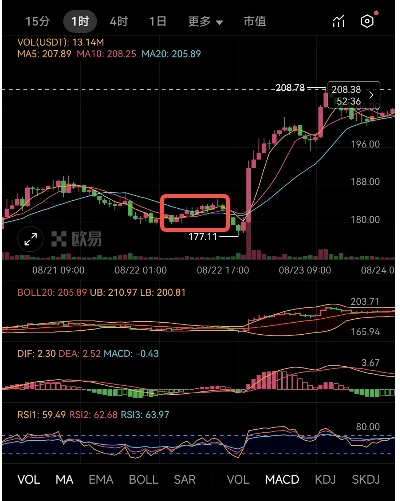 15分 1时 4时 1日 更多 市值
VOL(USDT): 13.14M
MA5: 207.89 MA10: 208.25 MA20: 205.89
208.78
208.38
52:36
196.00
188.00
180.00
欧易
177.11
08/21 09:00 08/22 01:00 08/22 17:00 08/23 09:00 08/24 0
BOLL20: 205.89 UB: 210.97 LB: 200.81
203.71
165.94
DIF: 2.30 DEA: 2.52 MACD: -0.43
3.67
RSI1: 59.49 RSI2: 62.68 RSI3: 63.97
80.00
VOL MA EMA BOLL SAR VOL MACD KDJ SKDJ